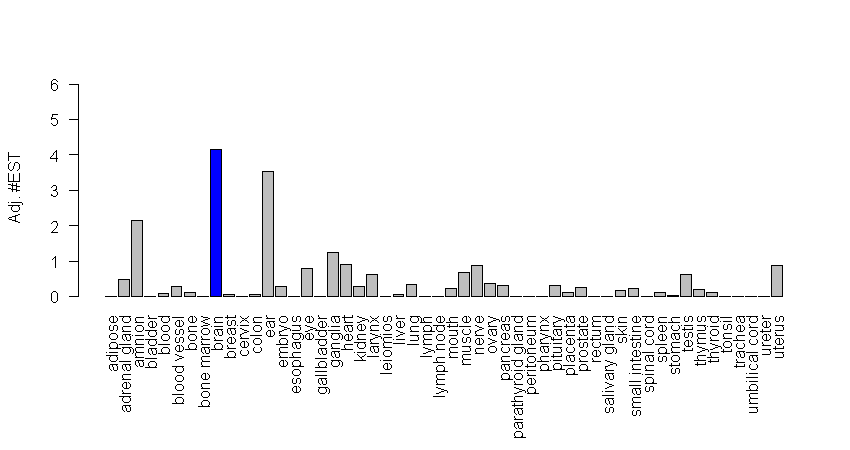 6
5
4
3
2
1
0
Adj. #EST
adipose
adrenal gland
amnion
bladder
blood
blood vessel
bone
bone marrow
brain
breast
cervix
colon
ear
embryo
esophagus
eye
gallbladder
ganglia
heart
kidney
larynx
leiomios
liver
lung
lymph
lymph node
mouth
muscle
nerve
ovary
pancreas
parathyroid gland
peritoneum
pharynx
pituitary
placenta
prostate
rectum
salivary gland
skin
small intestine
spinal cord
spleen
stomach
testis
thymus
thyroid
tonsil
trachea
umbilical cord
ureter
uterus